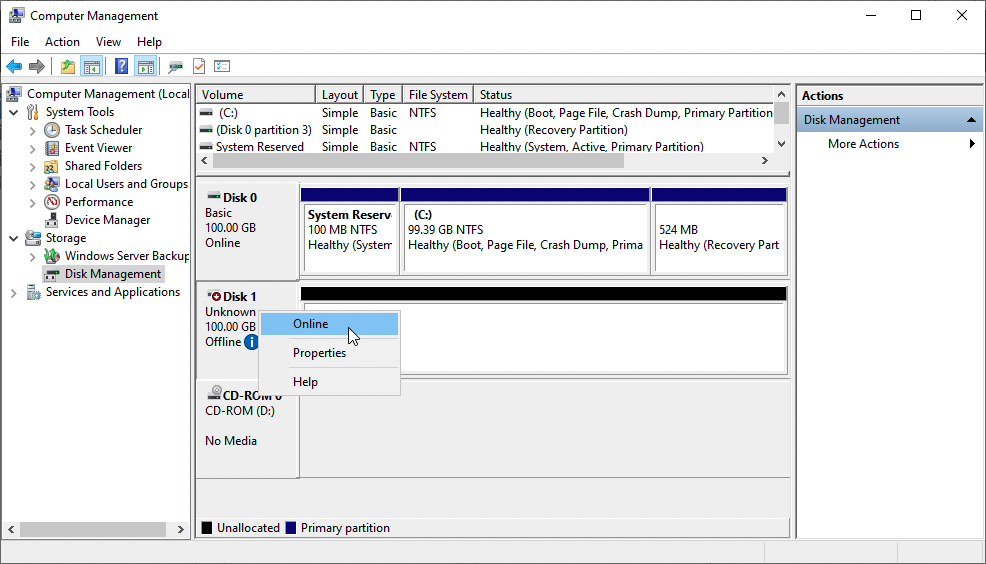 Computer Management
File Action View Help
Computer Management (Local
System Tools
Task Scheduler
Event Viewer
Shared Folders
Local Users and Groups
Performance
Device Manager
Storage
Windows Server Backup
Disk Management
Services and Applications
Volume Layout Type File System Status
(C:) Simple Basic NTFS Healthy (Boot, Page File, Crash Dump, Primary Partition
(Disk 0 partition 3) Simple Basic Healthy (Recovery Partition)
System Reserved Simple Basic NTFS Healthy (System, Active, Primary Partition)
Disk 0
Basic
100.00 GB
Online
System Reserv
100 MB NTFS
Healthy (System
(C:)
99.39 GB NTFS
Healthy (Boot, Page File, Crash Dump, Prima
524 MB
Healthy (Recovery Part
Disk 1
Unknown
100.00 GB
Offline
Online
Properties
Help
CD-ROM 0
CD-ROM (D:)
No Media
Unallocated Primary partition
Actions
Disk Management
More Actions